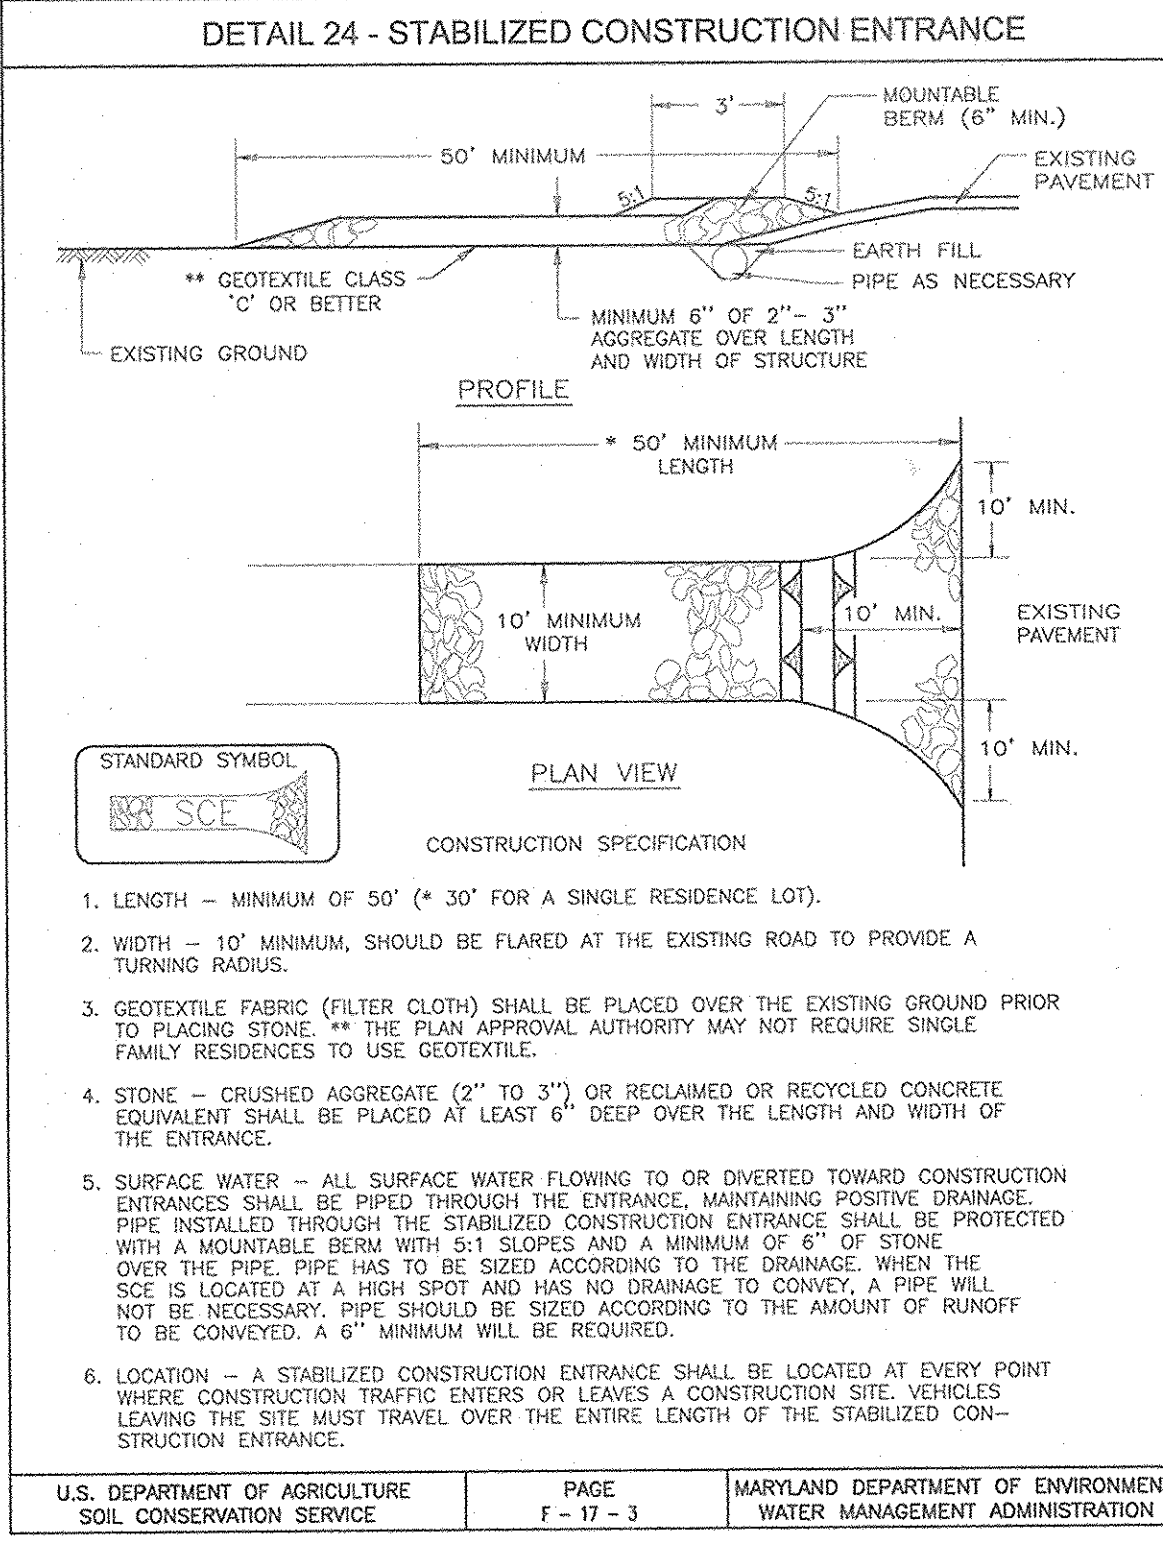 DETAIL 24 - STABILIZED CONSTRUCTION ENTRANCE
3'
MOUNTABLE
BERM (6" MIN.)
50' MINIMUM
EXISTING
PAVEMENT
5:1
5:1
** GEOTEXTILE CLASS
'C' OR BETTER
EARTH FILL
PIPE AS NECESSARY
MINIMUM 6" OF 2"- 3"
AGGREGATE OVER LENGTH
AND WIDTH OF STRUCTURE
EXISTING GROUND
PROFILE
* 50' MINIMUM
LENGTH
10' MIN.
10' MINIMUM
WIDTH
10' MIN.
EXISTING
PAVEMENT
10' MIN.
STANDARD SYMBOL
SCE
PLAN VIEW
CONSTRUCTION SPECIFICATION
1. LENGTH – MINIMUM OF 50' (* 30' FOR A SINGLE RESIDENCE LOT).
2. WIDTH – 10' MINIMUM, SHOULD BE FLARED AT THE EXISTING ROAD TO PROVIDE A
TURNING RADIUS.
3. GEOTEXTILE FABRIC (FILTER CLOTH) SHALL BE PLACED OVER THE EXISTING GROUND PRIOR
TO PLACING STONE. ** THE PLAN APPROVAL AUTHORITY MAY NOT REQUIRE SINGLE
FAMILY RESIDENCES TO USE GEOTEXTILE.
4. STONE – CRUSHED AGGREGATE (2" TO 3") OR RECLAIMED OR RECYCLED CONCRETE
EQUIVALENT SHALL BE PLACED AT LEAST 6" DEEP OVER THE LENGTH AND WIDTH OF
THE ENTRANCE.
5. SURFACE WATER – ALL SURFACE WATER FLOWING TO OR DIVERTED TOWARD CONSTRUCTION
ENTRANCES SHALL BE PIPED THROUGH THE ENTRANCE, MAINTAINING POSITIVE DRAINAGE.
PIPE INSTALLED THROUGH THE STABILIZED CONSTRUCTION ENTRANCE SHALL BE PROTECTED
WITH A MOUNTABLE BERM WITH 5:1 SLOPES AND A MINIMUM OF 6" OF STONE
OVER THE PIPE. PIPE HAS TO BE SIZED ACCORDING TO THE DRAINAGE. WHEN THE
SCE IS LOCATED AT A HIGH SPOT AND HAS NO DRAINAGE TO CONVEY, A PIPE WILL
NOT BE NECESSARY. PIPE SHOULD BE SIZED ACCORDING TO THE AMOUNT OF RUNOFF
TO BE CONVEYED. A 6" MINIMUM WILL BE REQUIRED.
6. LOCATION – A STABILIZED CONSTRUCTION ENTRANCE SHALL BE LOCATED AT EVERY POINT
WHERE CONSTRUCTION TRAFFIC ENTERS OR LEAVES A CONSTRUCTION SITE. VEHICLES
LEAVING THE SITE MUST TRAVEL OVER THE ENTIRE LENGTH OF THE STABILIZED CON–
STRUCTION ENTRANCE.
U.S. DEPARTMENT OF AGRICULTURE
SOIL CONSERVATION SERVICE
PAGE
F – 17 – 3
MARYLAND DEPARTMENT OF ENVIRONMEN
WATER MANAGEMENT ADMINISTRATION